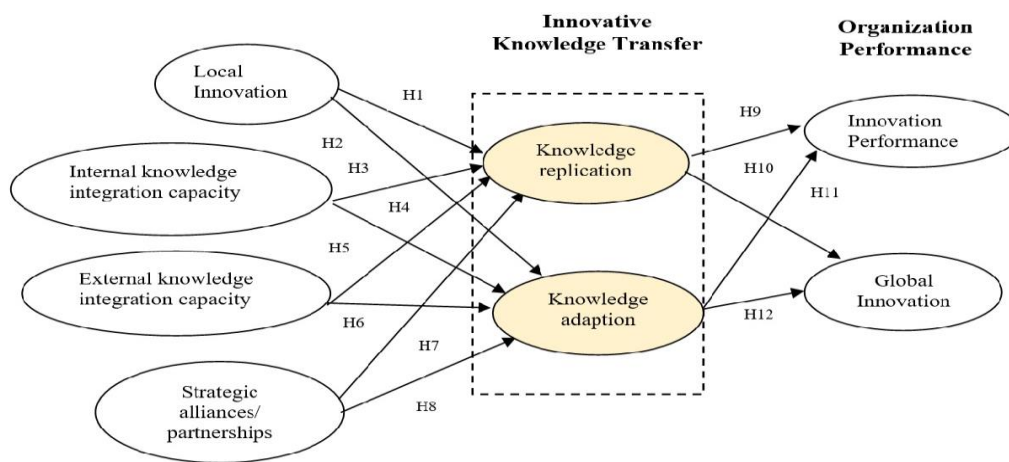 Innovative
Knowledge Transfer
Organization
Performance
Local
Innovation
H1
H2
H3
Internal knowledge
integration capacity
H4
H5
External knowledge
integration capacity
H6
H7
Strategic
alliances/
partnerships
H8
Knowledge
replication
Knowledge
adaption
H9
H10
H11
H12
Innovation
Performance
Global
Innovation